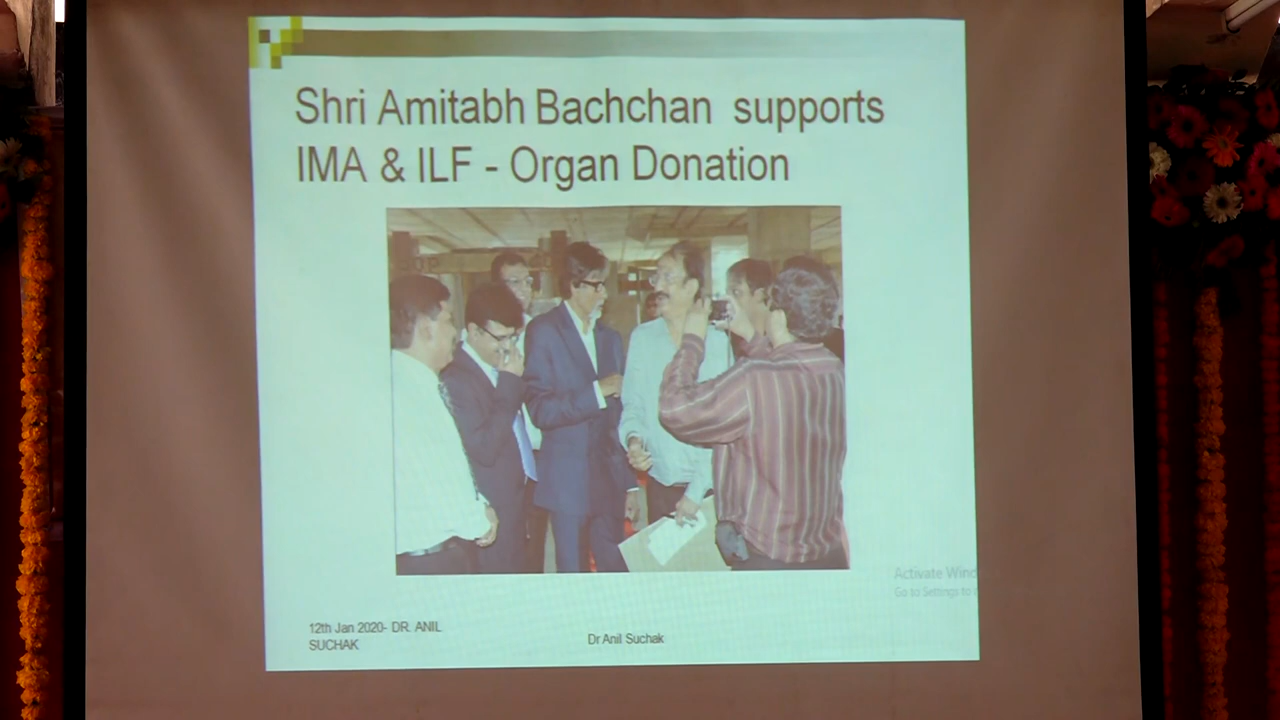 Shri Amitabh Bachchan supports
IMA & ILF - Organ Donation
Activate Wind
Go to Settings to
12th Jan 2020- DR. ANIL
SUCHAK
Dr Anil Suchak